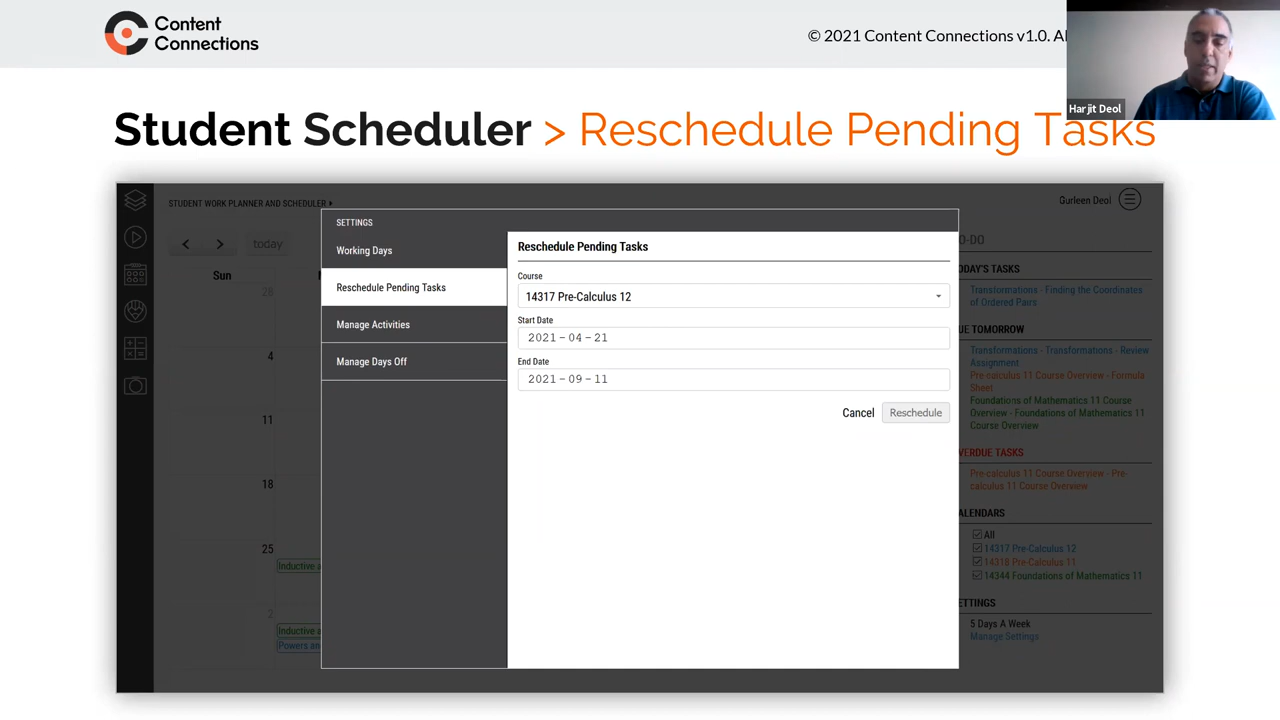 Content
Connections
© 2021 Content Connections v1.0.
Harjit Deol
Student Scheduler > Reschedule Pending Tasks
STUDENT WORK PLANNER AND SCHEDULER
Gurleen Deol
today
Sun
28
4
11
18
25
Inductive a
2
Inductive a
Powers an
SETTINGS
Working Days
Reschedule Pending Tasks
Manage Activities
Manage Days Off
Reschedule Pending Tasks
Course
14317 Pre-Calculus 12
Start Date
2021-04-21
End Date
2021-09-11
Cancel Reschedule
O-DO
ODAY'S TASKS
Transformations - Finding the Coordinates
of Ordered Pairs
UE TOMORROW
Transformations - Transformations - Review
Assignment
Pre-calculus 11 Course Overview - Formula
Sheet
Foundations of Mathematics 11 Course
Overview - Foundations of Mathematics 11
Course Overview
VERDUE TASKS
Pre-calculus 11 Course Overview - Pre-
calculus 11 Course Overview
ALENDARS
All
14317 Pre-Calculus 12
14318 Pre-Calculus 11
14344 Foundations of Mathematics 11
ETTINGS
5 Days A Week
Manage Settings